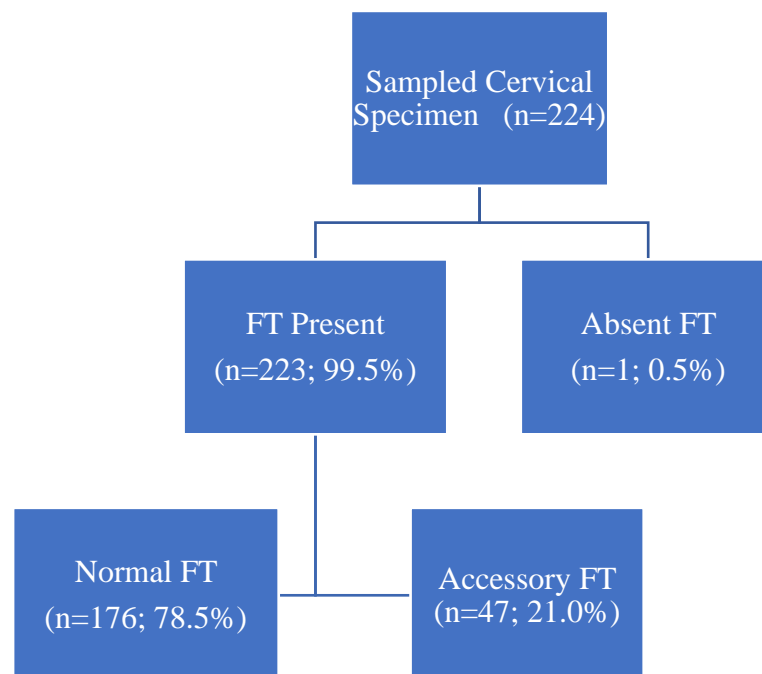 Sampled Cervical
Specimen (n=224)
FT Present
(n=223; 99.5%)
Absent FT
(n=1; 0.5%)
Normal FT
(n=176; 78.5%)
Accessory FT
(n=47; 21.0%)